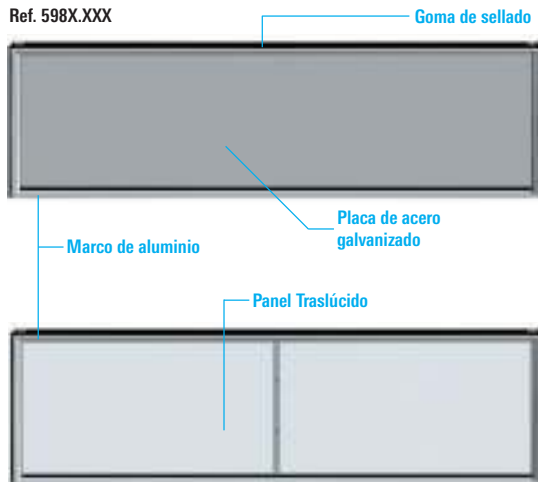 Ref. 598X.XXX
Goma de sellado
Placa de acero
galvanizado
Marco de aluminio
Panel Traslúcido